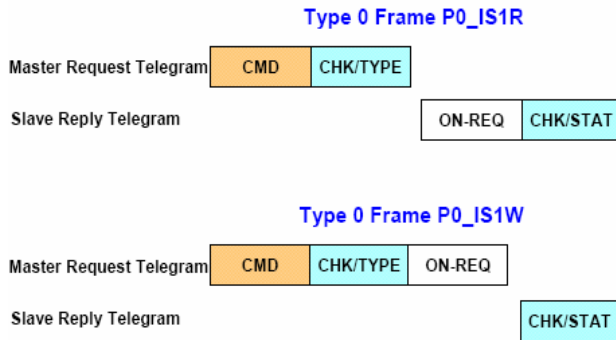 Type 0 Frame P0_IS1R
Master Request Telegram CMD CHK/TYPE
Slave Reply Telegram ON-REQ CHK/STAT
Type 0 Frame P0_IS1W
Master Request Telegram CMD CHK/TYPE ON-REQ
Slave Reply Telegram CHK/STAT